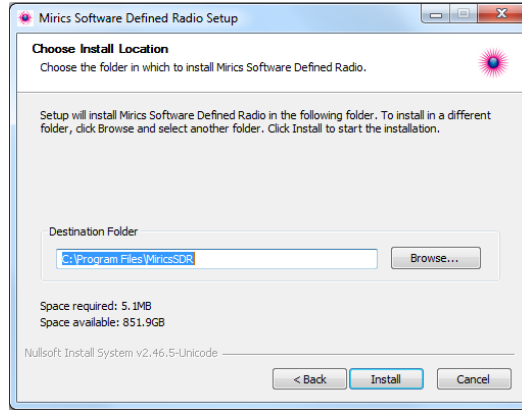 Mirics Software Defined Radio Setup
Choose Install Location
Choose the folder in which to install Mirics Software Defined Radio.
Setup will install Mirics Software Defined Radio in the following folder. To install in a different
folder, click Browse and select another folder. Click Install to start the installation.
Destination Folder
C:\Program Files\MiricsSDR
Browse...
Space required: 5.1MB
Space available: 851.9GB
Nullsoft Install System v2.46.5-Unicode
< Back Install Cancel